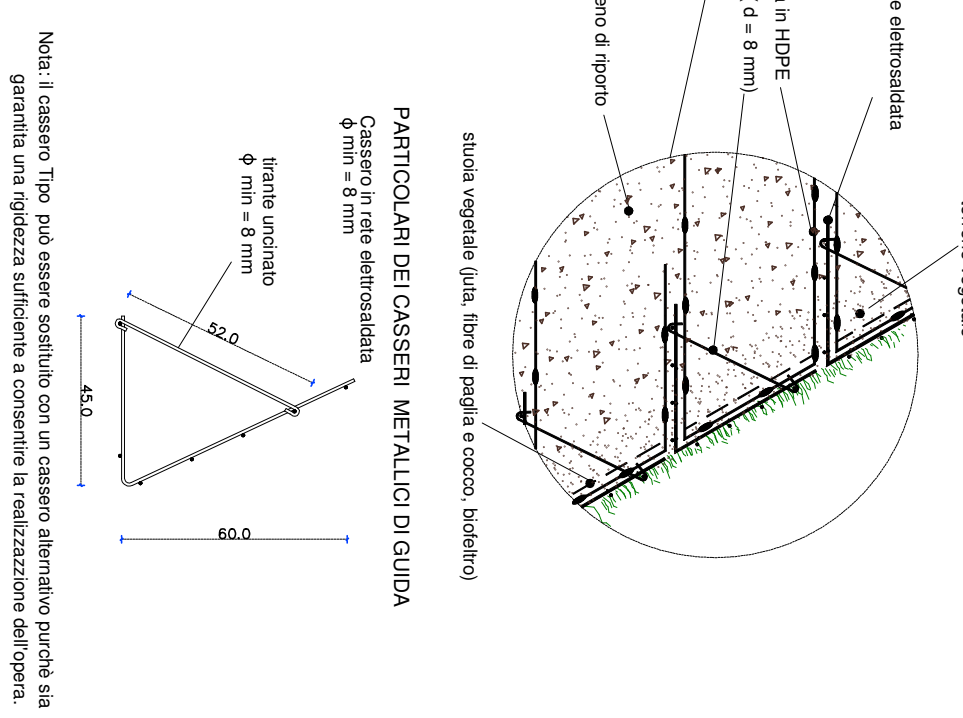 e elettrosaldata
a in HDPE
( d = 8 mm)
eno di riporto
stuoia vegetale (juta, fibre di paglia e cocco, biofeltro)
PARTICOLARI DEI CASSERI METALLICI DI GUIDA
Cassero in rete elettrosaldata
ϕ min = 8 mm
tirante uncinato
ϕ min = 8 mm
52.0
45.0
60.0
Nota: il cassero Tipo può essere sostituito con un cassero alternativo purchè sia
garantita una rigidezza sufficiente a consentire la realizzazzione dell'opera.